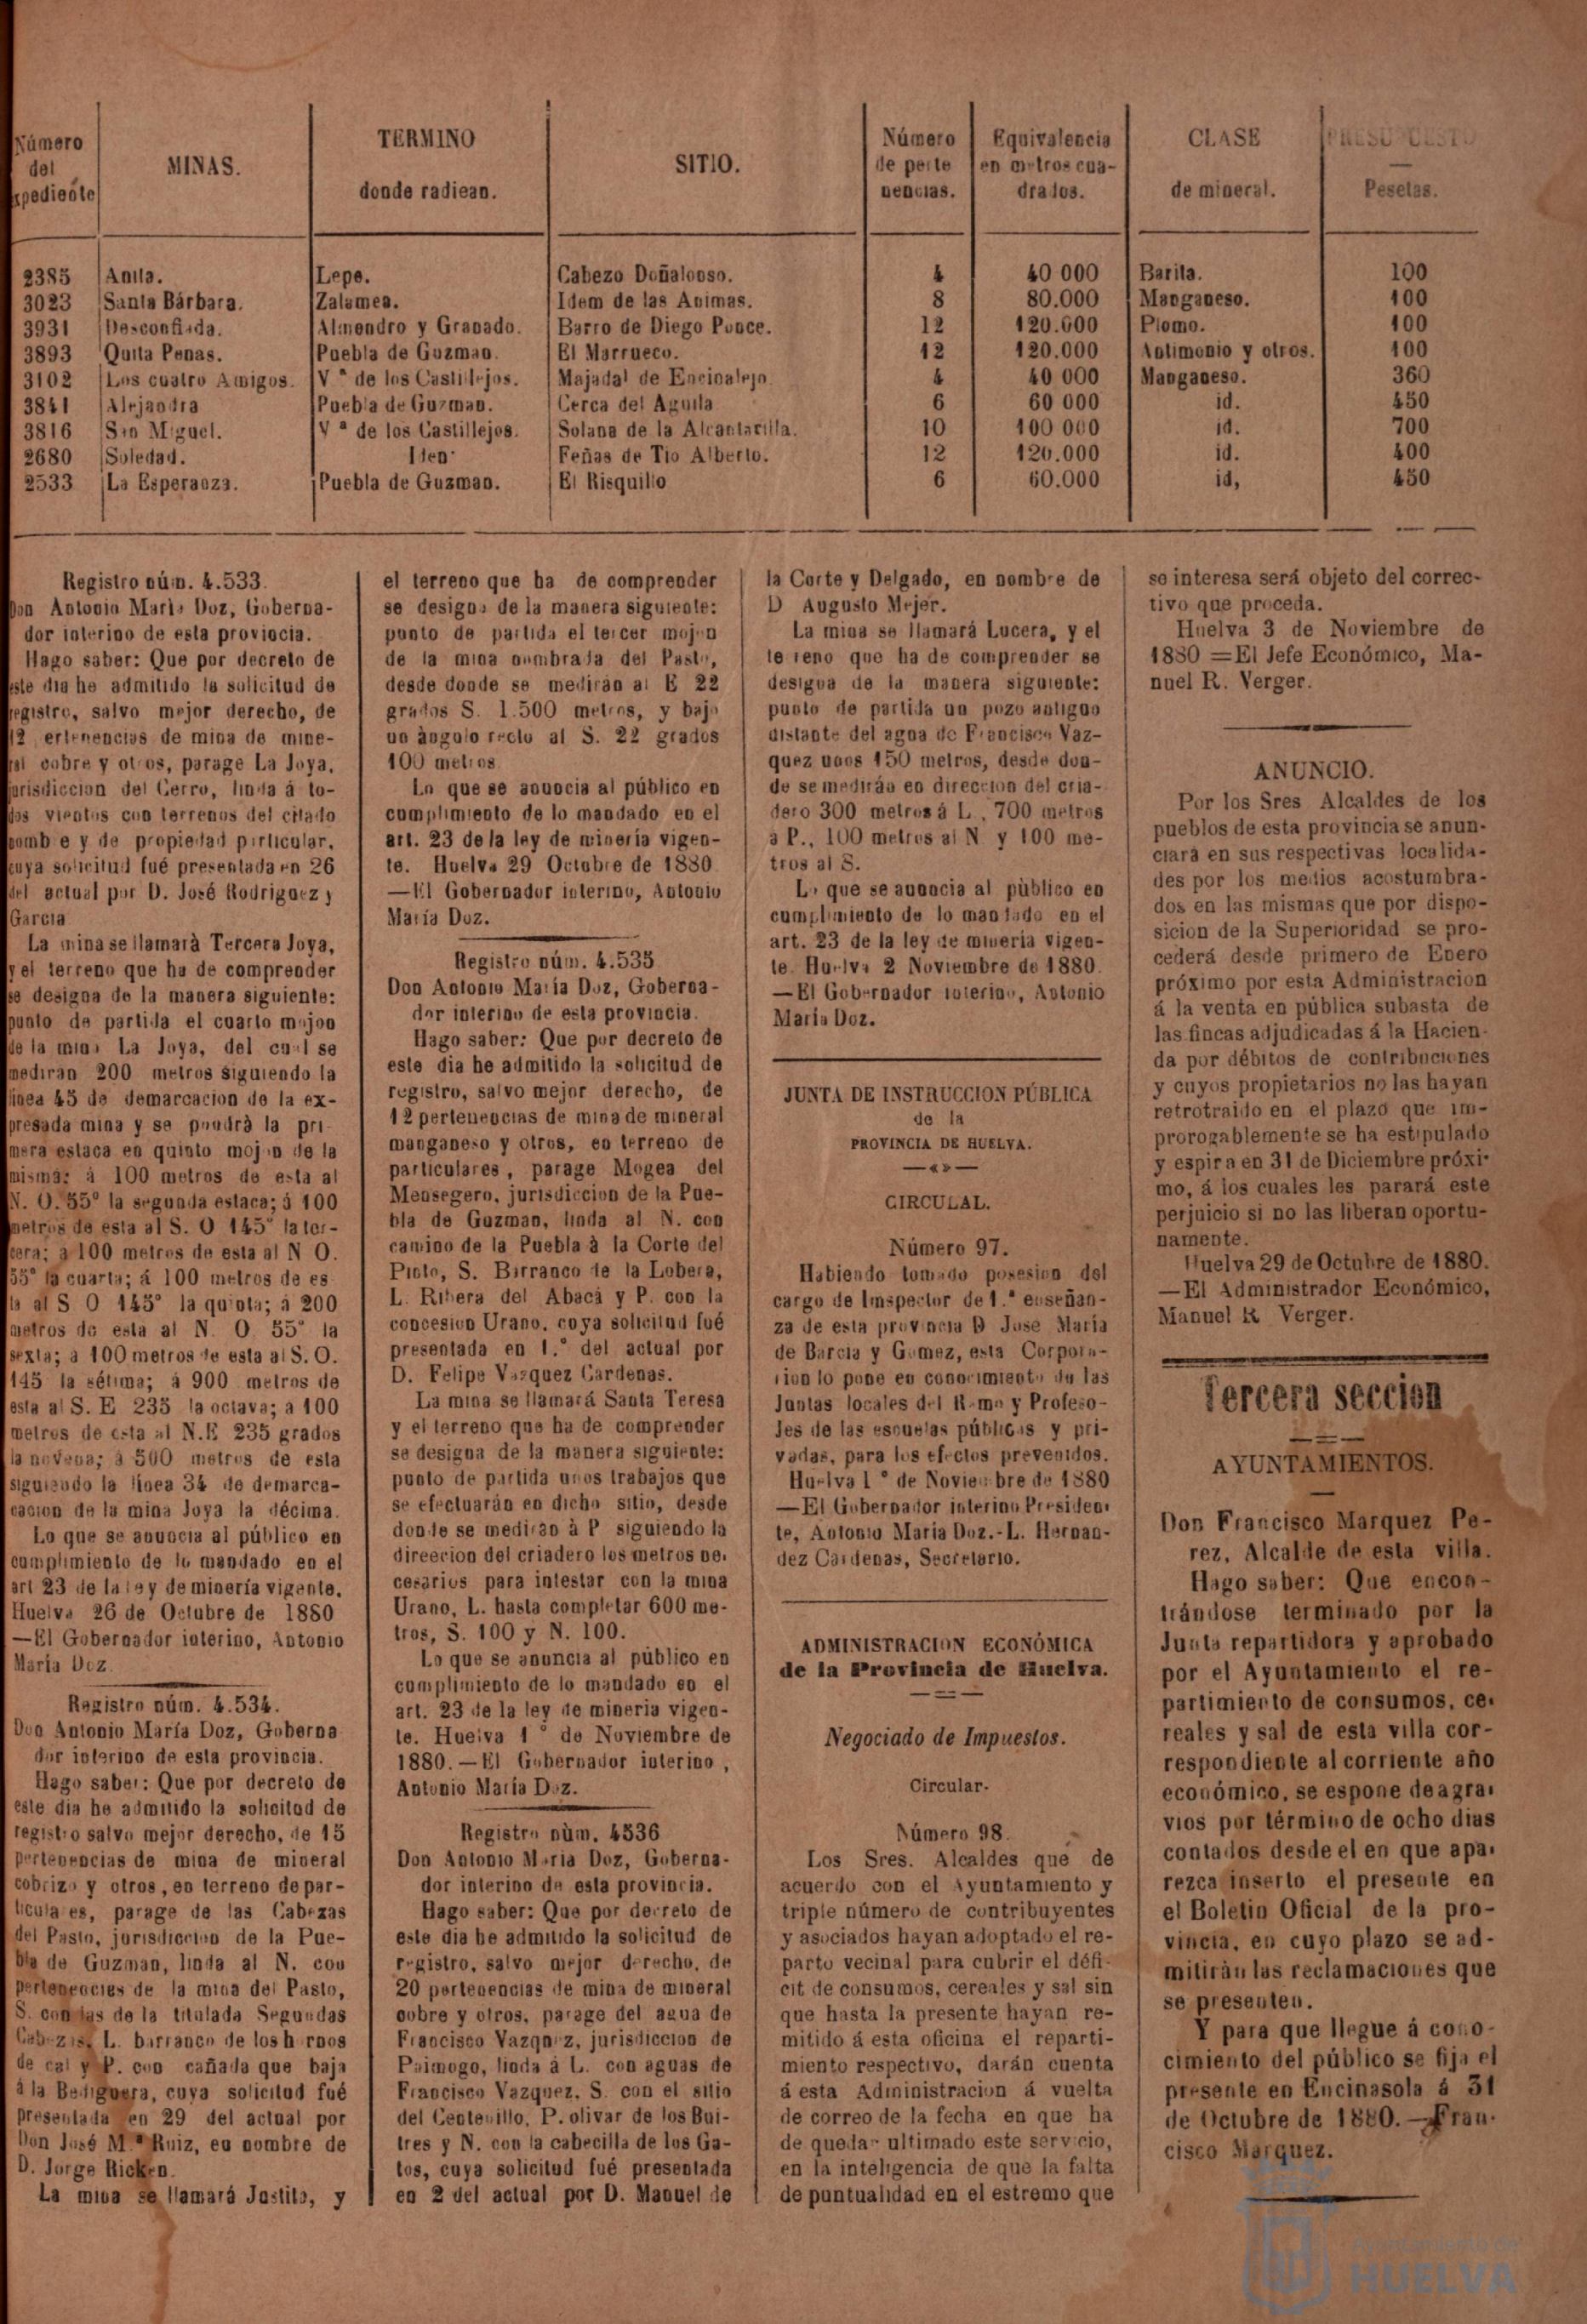 Número
del
pediente
MINAS.
TERMINO
donde radican.
SITIO.
Número
de perte
nencias.
Equivalencia
en metros cua-
drados.
CLASE
de mineral.
PRESUPUESTO
Pesetas.
2385 Anita. Lepe. Cabezo Doñalonso. 4 40 000 Barita. 100
3023 Santa Bárbara. Zalamea. Idem de las Animas. 8 80.000 Manganeso. 100
3931 Desconfiada. Almendro y Granado. Barro de Diego Ponce. 12 120.000 Plomo. 100
3893 Quita Penas. Puebla de Guzman. El Marrueco. 12 120.000 Antimonio y otros. 100
3102 Los cuatro Amigos. V.ª de los Castillejos. Majadal de Encinalejo. 4 40 000 Manganeso. 360
3841 Alejandra Puebla de Guzman. Cerca del Aguila 6 60 000 id. 450
3816 San Miguel. V ª de los Castillejos. Solana de la Alcantarilla. 10 100 000 id. 700
2680 Soledad. Iden Peñas de Tio Alberto. 12 120.000 id. 400
2533 La Esperanza. Puebla de Guzman. El Risquillo 6 60.000 id, 450
Registro núm. 4.533.
Don Antonio María Doz, Goberna-
dor interino de esta provincia.
Hago saber: Que por decreto de
este dia he admitido la solicitud de
registro, salvo mejor derecho, de
12 ertenencias de mina de mine-
ral cobre y otros, parage La Joya,
jurisdiccion del Cerro, linda á to-
dos vientos con terrenos del citado
nomb e y de propiedad particular,
cuya solicitud fué presentada en 26
del actual por D. José Rodriguez y
Garcia
La mina se llamarà Tercera Joya,
y el terreno que ha de comprender
se designa de la manera siguiente:
punto de partida el cuarto mojon
de la mina La Joya, del cual se
mediran 200 metros siguiendo la
linea 45 de demarcacion de la ex-
presada mina y se pondrà la pri-
mera estaca en quinto mojon de la
misma: á 100 metros de esta al
N. O. 55° la segunda estaca; á 100
metros de esta al S. O 145° la ter-
cera; a 100 metros de esta al N O.
55° la cuarta; á 100 metros de es
ta al S O 145° la quinta; á 200
metros de esta al N. O. 55° la
sexta; a 100 metros de esta al S. O.
145 la sétima; á 900 metros de
esta al S. E 235 la octava; a 100
metros de esta al N.E 235 grados
la novena; à 500 metros de esta
siguiendo la linea 34 de demarca-
cacion de la mina Joya la décima.
Lo que se anuncia al público en
cumplimiento de lo mandado en el
art 23 de la ley de minería vigente,
Huelva 26 de Octubre de 1880
—El Gobernador interino, Antonio
María Doz.
Registro núm. 4.534.
Don Antonio María Doz, Goberna
dor interino de esta provincia.
Hago saber: Que por decreto de
este dia he admitido la solicitud de
registro salvo mejor derecho, de 15
pertenencias de mina de mineral
cobrizo y otros, en terreno de par-
ticulares, parage de las Cabezas
del Pasto, jurisdiccion de la Pue-
bla de Guzman, linda al N. con
pertenencies de la mina del Pasto,
S. con las de la titulada Segundas
Cabezas, L. barranco de los hornos
de cal y P. con cañada que baja
à la Bediguera, cuya solicitud fué
presentada en 29 del actual por
Don José M.ª Ruiz, en nombre de
D. Jorge Ricken.
La mina se llamará Justita, y
el terreno que ha de comprender
se designa de la manera siguiente:
punto de partida el tercer mojon
de la mina nombrada del Pasto,
desde donde se medirán al E 22
grados S. 1.500 metros, y bajo
un àngulo recto al S. 22 grados
100 metros.
Lo que se anuncia al público en
cumplimiento de lo mandado en el
art. 23 de la ley de minería vigen-
te. Huelva 29 Octubre de 1880.
—El Gobernador interino, Antonio
María Doz.
Registro núm. 4.535
Don Antonio María Doz, Goberna-
dor interino de esta provincia.
Hago saber: Que por decreto de
este dia he admitido la solicitud de
registro, salvo mejor derecho, de
12 pertenencias de mina de mineral
manganeso y otros, en terreno de
particulares, parage Mogea del
Mensegero, jurisdiccion de la Pue-
bla de Guzman, linda al N. con
camino de la Puebla à la Corte del
Pinto, S. Barranco de la Lobera,
L. Ribera del Abacá y P. con la
concesion Urano, coya solicitud fué
presentada en 1.° del actual por
D. Felipe Vazquez Cardenas.
La mina se llamará Santa Teresa
y el terreno que ha de comprender
se designa de la manera siguiente:
punto de partida unos trabajos que
se efectuarán en dicho sitio, desde
donde se medirán à P siguiendo la
direccion del criadero los metros ne-
cesarios para intestar con la mina
Urano, L. hasta completar 600 me-
tros, S. 100 y N. 100.
Lo que se anuncia al público en
cumplimiento de lo mandado en el
art. 23 de la ley de mineria vigen-
te. Huelva 1 ° de Noviembre de
1880.—El Gobernador interino,
Antonio María Doz.
Registro nùm. 4536
Don Antonio Maria Doz, Goberna-
dor interino de esta provincia.
Hago saber: Que por decreto de
este dia he admitido la solicitud de
registro, salvo mejor derecho, de
20 pertenencias de mina de mineral
cobre y otros, parage del agua de
Francisco Vazquez, jurisdiccion de
Paimogo, linda á L. con aguas de
Francisco Vazquez, S. con el sitio
del Centenillo, P. olivar de los Bui-
tres y N. con la cabecilla de los Ga-
tos, cuya solicitud fué presentada
en 2 del actual por D. Manuel de
la Corte y Delgado, en nombre de
D Augusto Mejer.
La mina se llamará Lucera, y el
terreno que ha de comprender se
designa de la manera siguiente:
punto de partida un pozo antiguo
distante del agua de Francisco Vaz-
quez unos 150 metros, desde don-
de se medirán en direccion del cria-
dero 300 metros á L, 700 metros
á P., 100 metros al N y 100 me-
tros al S.
Lo que se anuncia al público en
cumplimiento de lo mandado en el
art. 23 de la ley de mineria vigen-
te. Huelva 2 Noviembre de 1880.
—El Gobernador interino, Antonio
María Doz.
JUNTA DE INSTRUCCION PÚBLICA
de la
PROVINCIA DE HUELVA.
CIRCULAL.
Número 97.
Habiendo tomado posesion del
cargo de Imspector de 1.ª enseñan-
za de esta provincia D Jose María
de Barcia y Gomez, esta Corpora-
cion lo pone en conocimiento de las
Juntas locales del Ramo y Profeso-
res de las escuelas públicas y pri-
vadas, para los efectos prevenidos.
Huelva 1 ° de Noviembre de 1880
—El Gobernador interino Presiden-
te, Antonio María Doz.-L. Hernan-
dez Cardenas, Secretario.
ADMINISTRACION ECONÓMICA
de la Provincia de Huelva.
Negociado de Impuestos.
Circular.
Número 98.
Los Sres. Alcaldes que de
acuerdo con el Ayuntamiento y
triple número de contribuyentes
y asociados hayan adoptado el re-
parto vecinal para cubrir el défi-
cit de consumos, cereales y sal sin
que hasta la presente hayan re-
mitido á esta oficina el reparti-
miento respectivo, darán cuenta
á esta Administracion á vuelta
de correo de la fecha en que ha
de quedar ultimado este servicio,
en la inteligencia de que la falta
de puntualidad en el estremo que
se interesa será objeto del correc-
tivo que proceda.
Huelva 3 de Noviembre de
1880 =El Jefe Económico, Ma-
nuel R. Verger.
ANUNCIO.
Por los Sres Alcaldes de los
pueblos de esta provincia se anun-
ciará en sus respectivas localida-
des por los medios acostumbra-
dos en las mismas que por dispo-
sicion de la Superioridad se pro-
cederá desde primero de Enero
próximo por esta Administracion
á la venta en pública subasta de
las fincas adjudicadas á la Hacien-
da por débitos de contribuciones
y cuyos propietarios no las hayan
retrotraido en el plazo que im-
prorogablemente se ha estipulado
y espira en 31 de Diciembre próxi-
mo, á los cuales les parará este
perjuicio si no las liberan oportu-
namente.
Huelva 29 de Octubre de 1880.
—El Administrador Económico,
Manuel R Verger.
Tercera seccion
AYUNTAMIENTOS.
Don Francisco Marquez Pe-
rez, Alcalde de esta villa.
Hago saber: Que encon-
trándose terminado por la
Junta repartidora y aprobado
por el Ayuntamiento el re-
partimiento de consumos, ce-
reales y sal de esta villa cor-
respondiente al corriente año
económico, se espone de agra-
vios por término de ocho dias
contados desde el en que apa-
rezca inserto el presente en
el Boletin Oficial de la pro-
vincia, en cuyo plazo se ad-
mitirán las reclamaciones que
se presenten.
Y para que llegue á cono-
cimiento del público se fija el
presente en Encinasola á 31
de Octubre de 1880.—Fran-
cisco Marquez.
HUELVA